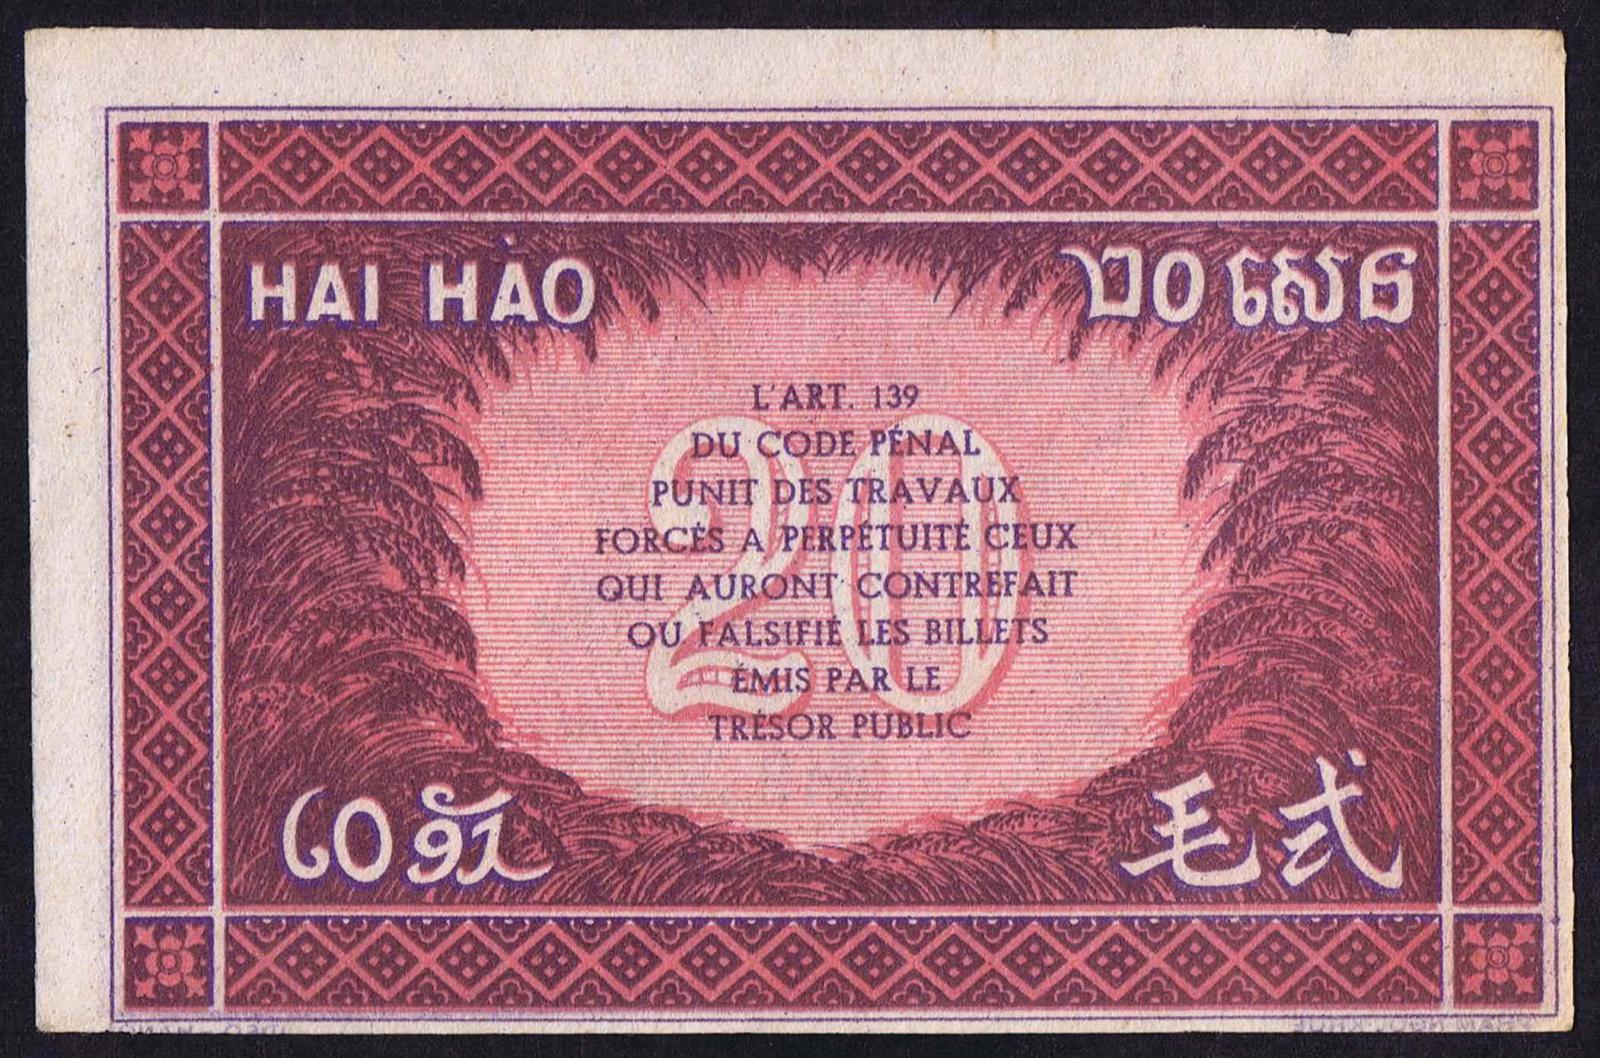 HAI HÀO
២០ សេន
L'ART. 139
DU CODE PÉNAL
PUNIT DES TRAVAUX
FORCÉS A PERPÉTUITÉ CEUX
QUI AURONT CONTREFAIT
OU FALSIFIÉ LES BILLETS
ÉMIS PAR LE
TRÉSOR PUBLIC
20
毛弍